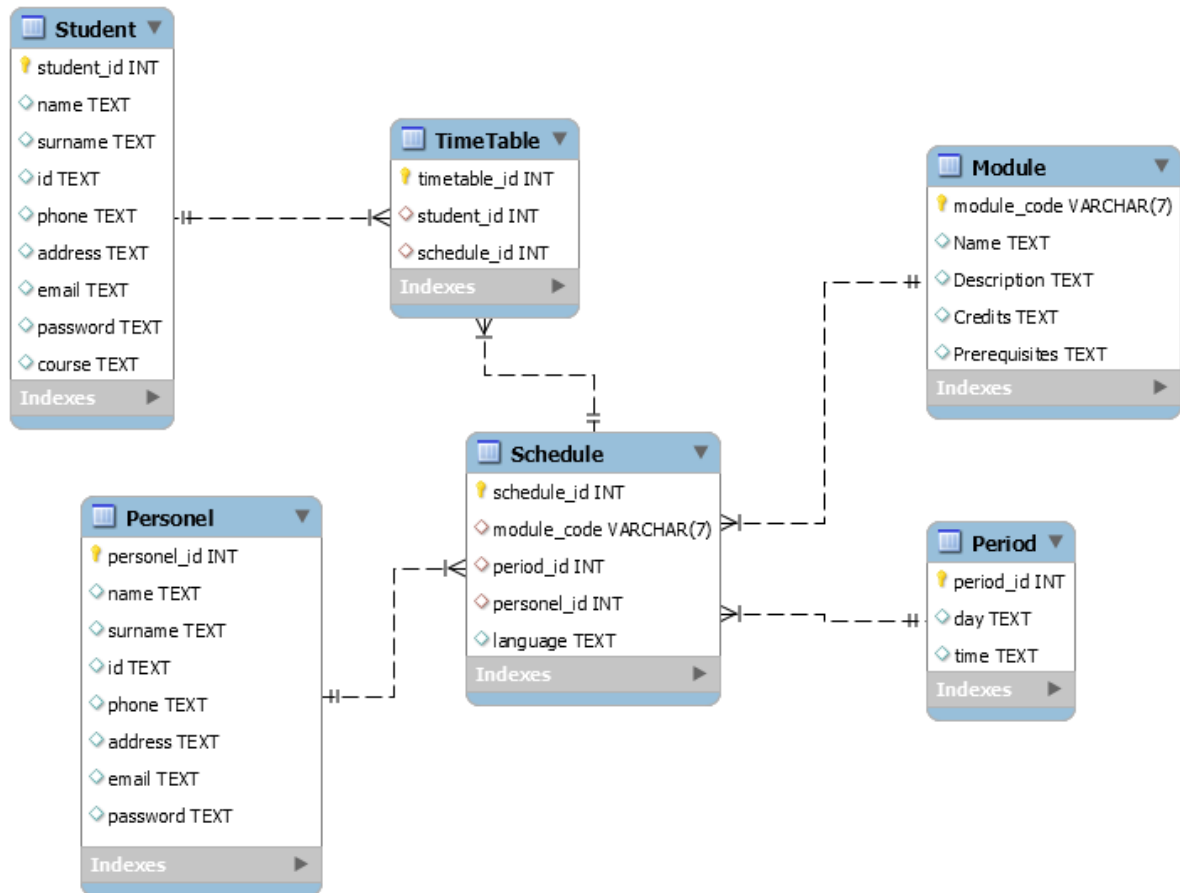 Student
student_id INT
name TEXT
surname TEXT
id TEXT
phone TEXT
address TEXT
email TEXT
password TEXT
course TEXT
Indexes
TimeTable
timetable_id INT
student_id INT
schedule_id INT
Indexes
Module
module_code VARCHAR(7)
Name TEXT
Description TEXT
Credits TEXT
Prerequisites TEXT
Indexes
Schedule
schedule_id INT
module_code VARCHAR(7)
period_id INT
personel_id INT
language TEXT
Indexes
Personel
personel_id INT
name TEXT
surname TEXT
id TEXT
phone TEXT
address TEXT
email TEXT
password TEXT
Indexes
Period
period_id INT
day TEXT
time TEXT
Indexes